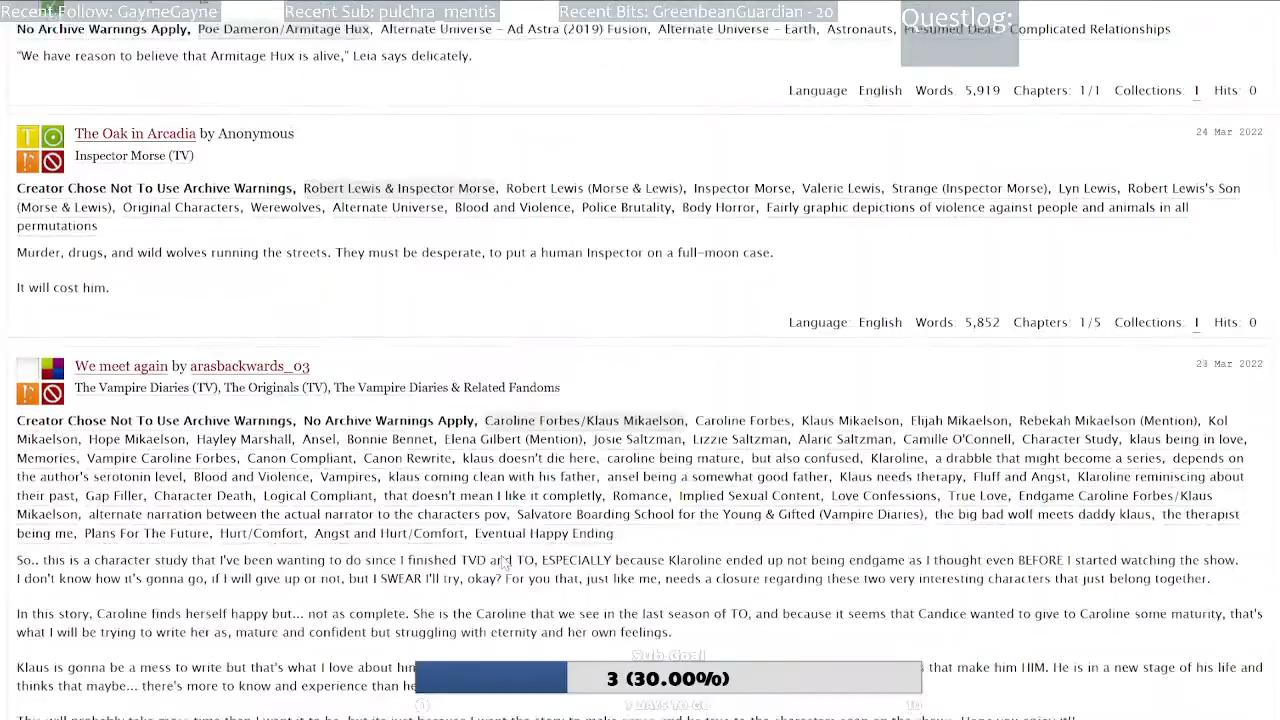 Recent Follow: GaymeGayne
Recent Sub: pulchra_mentis
Recent Bits: GreenbeanGuardian - 20
Questlog:
No Archive Warnings Apply, Poe Dameron/Armitage Hux, Alternate Universe – Ad Astra (2019) Fusion, Alternate Universe – Earth, Astronauts, Presumed Dead, Complicated Relationships
"We have reason to believe that Armitage Hux is alive," Leia says delicately.
Language: English Words: 5,919 Chapters: 1/1 Collections: 1 Hits: 0
The Oak in Arcadia by Anonymous
24 Mar 2022
Inspector Morse (TV)
Creator Chose Not To Use Archive Warnings, Robert Lewis & Inspector Morse, Robert Lewis (Morse & Lewis), Inspector Morse, Valerie Lewis, Strange (Inspector Morse), Lyn Lewis, Robert Lewis's Son
(Morse & Lewis), Original Characters, Werewolves, Alternate Universe, Blood and Violence, Police Brutality, Body Horror, Fairly graphic depictions of violence against people and animals in all
permutations
Murder, drugs, and wild wolves running the streets. They must be desperate, to put a human Inspector on a full-moon case.
It will cost him.
Language: English Words: 5,852 Chapters: 1/5 Collections: 1 Hits: 0
We meet again by arasbackwards_03
23 Mar 2022
The Vampire Diaries (TV), The Originals (TV), The Vampire Diaries & Related Fandoms
Creator Chose Not To Use Archive Warnings, No Archive Warnings Apply, Caroline Forbes/Klaus Mikaelson, Caroline Forbes, Klaus Mikaelson, Elijah Mikaelson, Rebekah Mikaelson (Mention), Kol
Mikaelson, Hope Mikaelson, Hayley Marshall, Ansel, Bonnie Bennet, Elena Gilbert (Mention), Josie Saltzman, Lizzie Saltzman, Alaric Saltzman, Camille O'Connell, Character Study, klaus being in love,
Memories, Vampire Caroline Forbes, Canon Compliant, Canon Rewrite, klaus doesn't die here, caroline being mature, but also confused, Klaroline, a drabble that might become a series, depends on
the author's serotonin level, Blood and Violence, Vampires, klaus coming clean with his father, ansel being a somewhat good father, Klaus needs therapy, Fluff and Angst, Klaroline reminiscing about
their past, Gap Filler, Character Death, Logical Compliant, that doesn't mean I like it completly, Romance, Implied Sexual Content, Love Confessions, True Love, Endgame Caroline Forbes/Klaus
Mikaelson, alternate narration between the actual narrator to the characters pov, Salvatore Boarding School for the Young & Gifted (Vampire Diaries), the big bad wolf meets daddy klaus, the therapist
being me, Plans For The Future, Hurt/Comfort, Angst and Hurt/Comfort, Eventual Happy Ending
So.. this is a character study that I've been wanting to do since I finished TVD and TO, ESPECIALLY because Klaroline ended up not being endgame as I thought even BEFORE I started watching the show.
I don't know how it's gonna go, if I will give up or not, but I SWEAR I'll try, okay? For you that, just like me, needs a closure regarding these two very interesting characters that just belong together.
In this story, Caroline finds herself happy but... not as complete. She is the Caroline that we see in the last season of TO, and because it seems that Candice wanted to give to Caroline some maturity, that's
what I will be trying to write her as, mature and confident but struggling with eternity and her own feelings.
Klaus is gonna be a mess to write but that's what I love about him that make him HIM. He is in a new stage of his life and
thinks that maybe... there's more to know and experience than he
Sub Goal
3 (30.00%)
0
7 DAYS TO GO
10